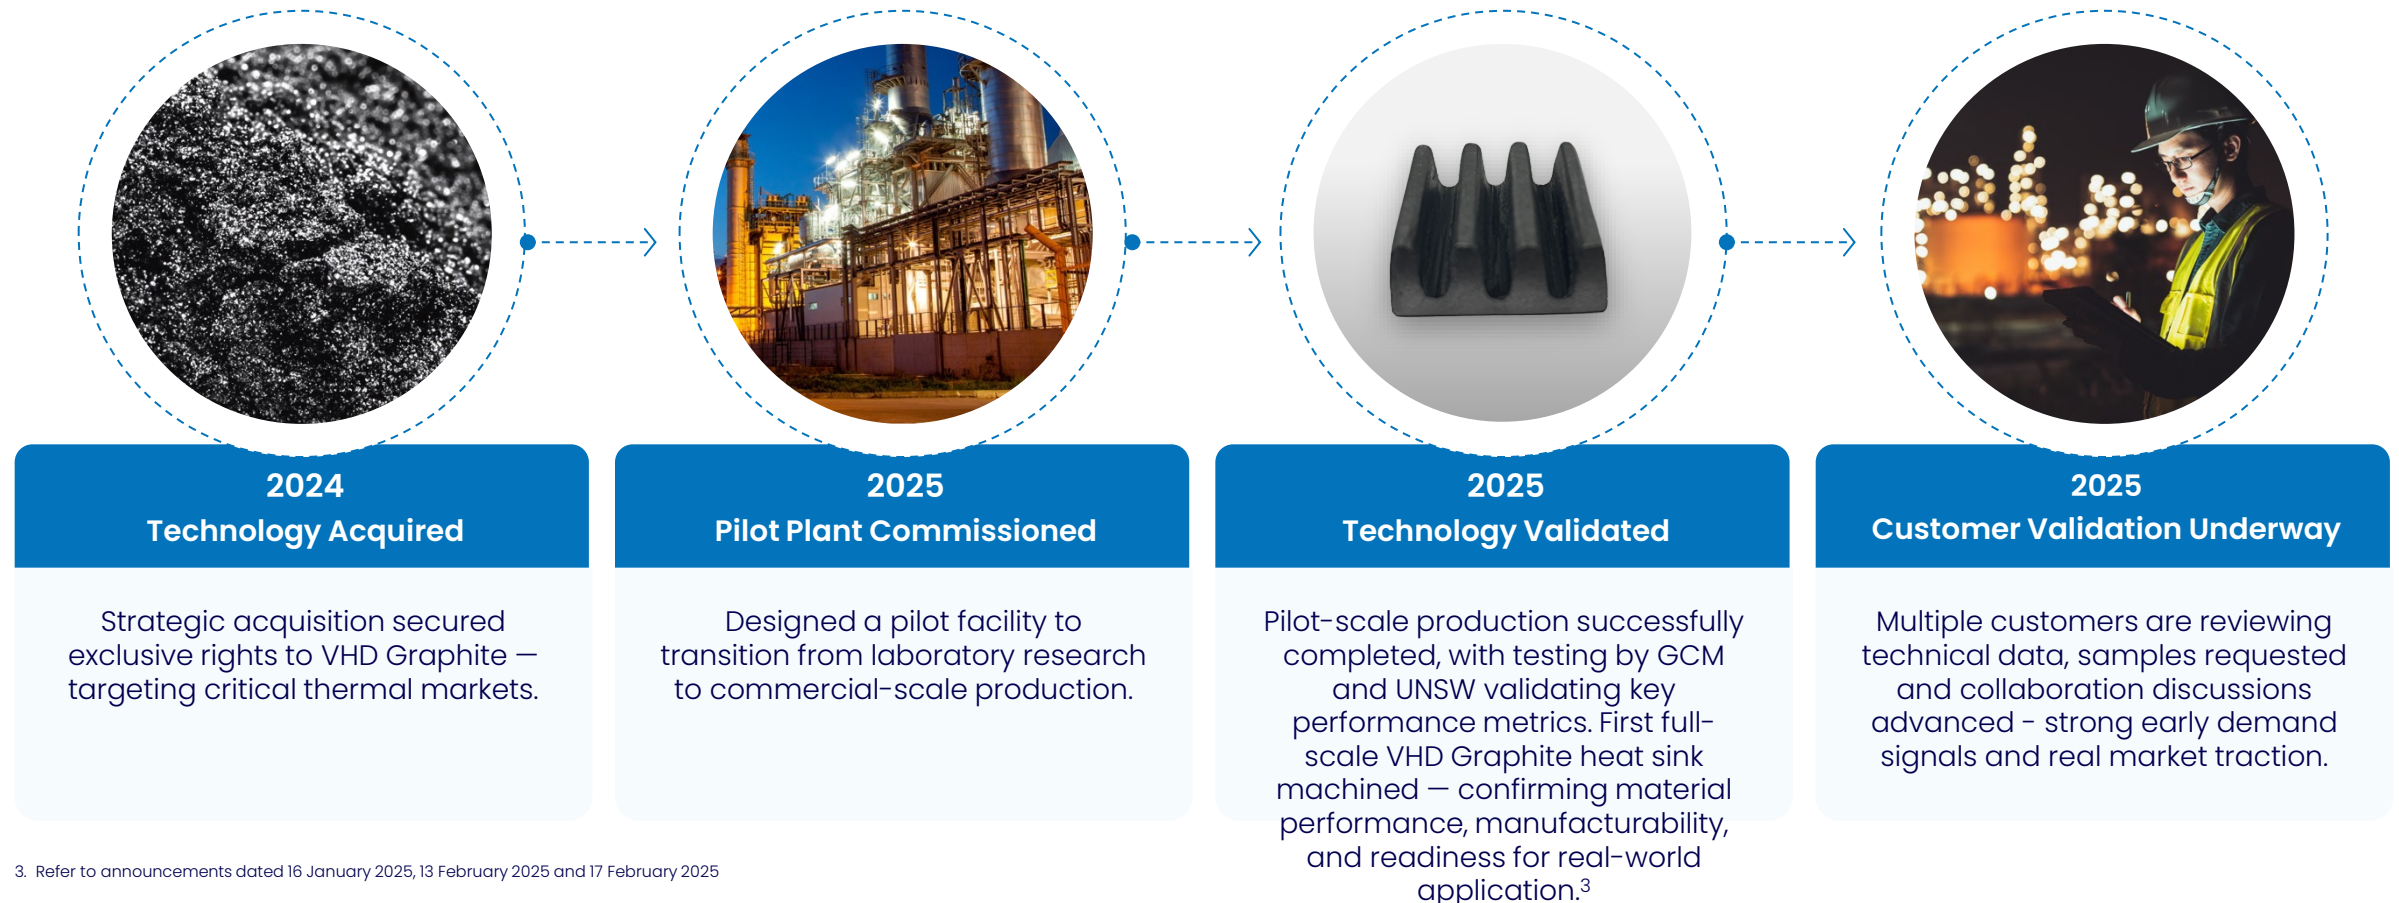 2024
Technology Acquired
Strategic acquisition secured
exclusive rights to VHD Graphite —
targeting critical thermal markets.
2025
Pilot Plant Commissioned
Designed a pilot facility to
transition from laboratory research
to commercial-scale production.
2025
Technology Validated
Pilot-scale production successfully
completed, with testing by GCM
and UNSW validating key
performance metrics. First full-
scale VHD Graphite heat sink
machined — confirming material
performance, manufacturability,
and readiness for real-world
application.³
2025
Customer Validation Underway
Multiple customers are reviewing
technical data, samples requested
and collaboration discussions
advanced - strong early demand
signals and real market traction.
3. Refer to announcements dated 16 January 2025, 13 February 2025 and 17 February 2025